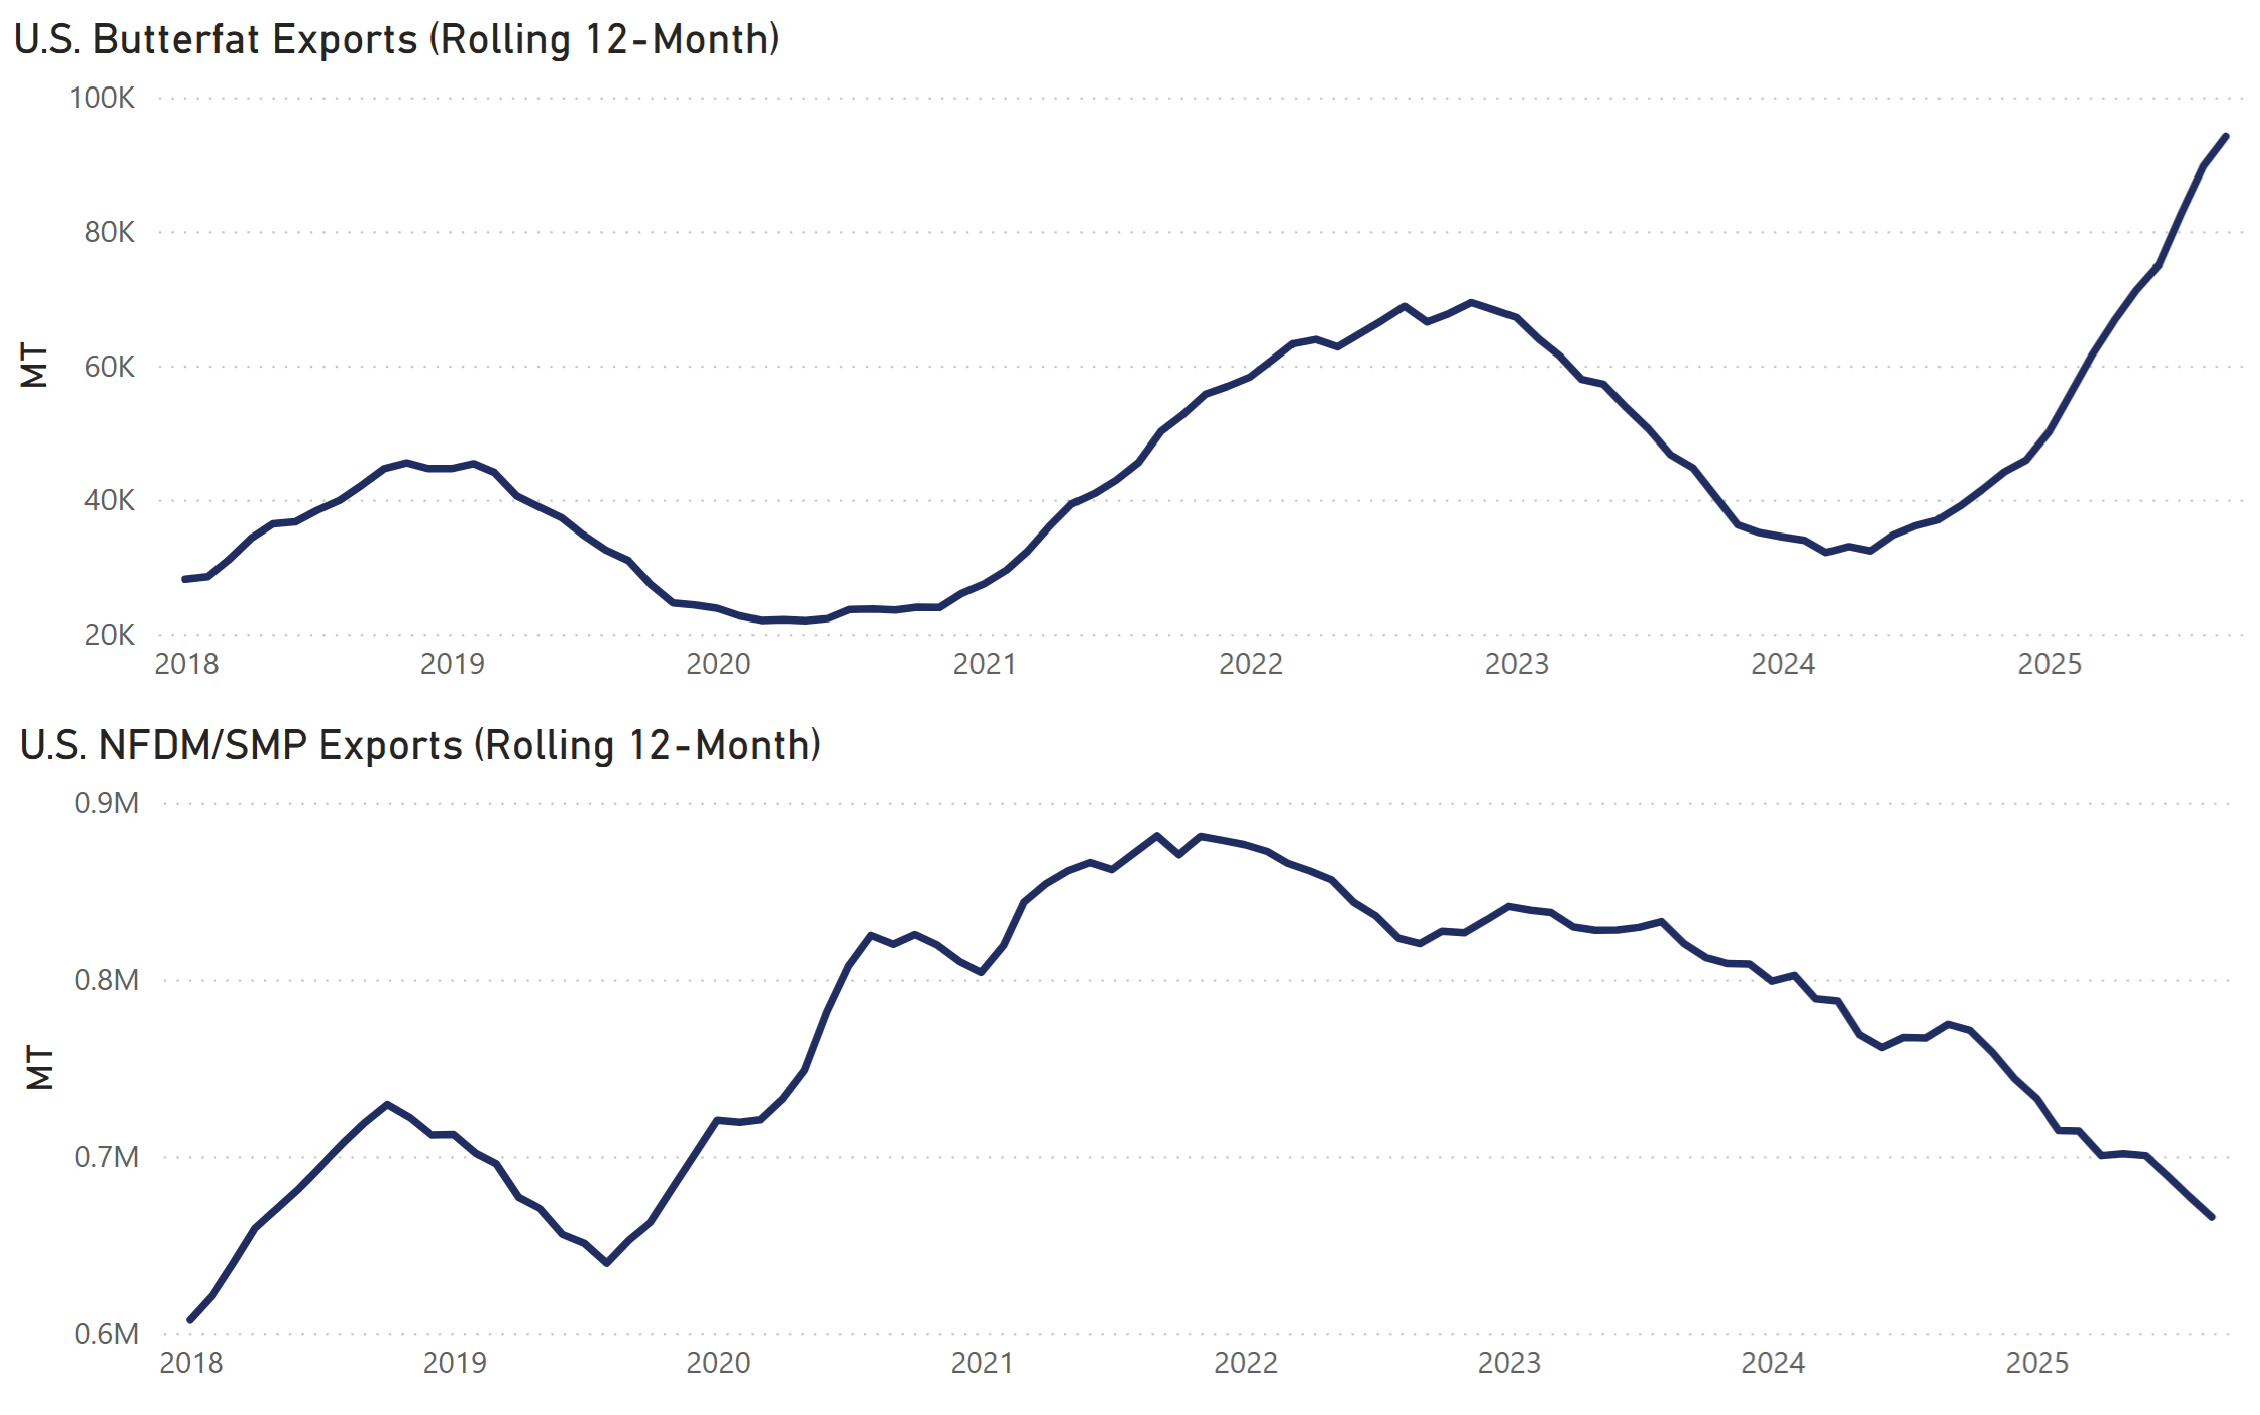 U.S. Butterfat Exports (Rolling 12-Month)
100K
80K
60K
40K
20K
MT
2018 2019 2020 2021 2022 2023 2024 2025
U.S. NFDM/SMP Exports (Rolling 12-Month)
0.9M
0.8M
0.7M
0.6M
MT
2018 2019 2020 2021 2022 2023 2024 2025